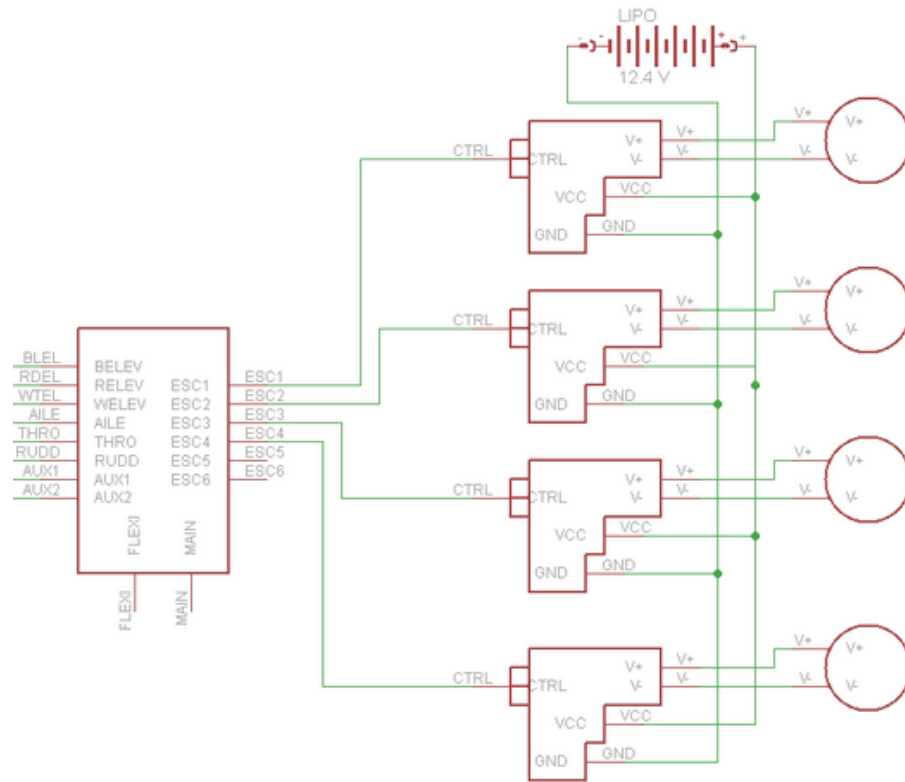 LIPO
- - + +
12.4 V
V+ V+
CTRL CTRL V+
V- V- V-
VCC VCC
GND GND
V+ V+
CTRL CTRL V+
V- V- V-
VCC VCC
GND GND
BLEL BELEV
RDEL RELEV ESC1 ESC1
WTEL WELEV ESC2 ESC2
AILE AILE ESC3 ESC3
THRO THRO ESC4 ESC4
RUDD RUDD ESC5 ESC5
AUX1 AUX1 ESC6 ESC6
AUX2 AUX2
FLEXI MAIN
FLEXI MAIN
V+ V+
CTRL CTRL V+
V- V- V-
VCC VCC
GND GND
V+ V+
CTRL CTRL V+
V- V- V-
VCC VCC
GND GND